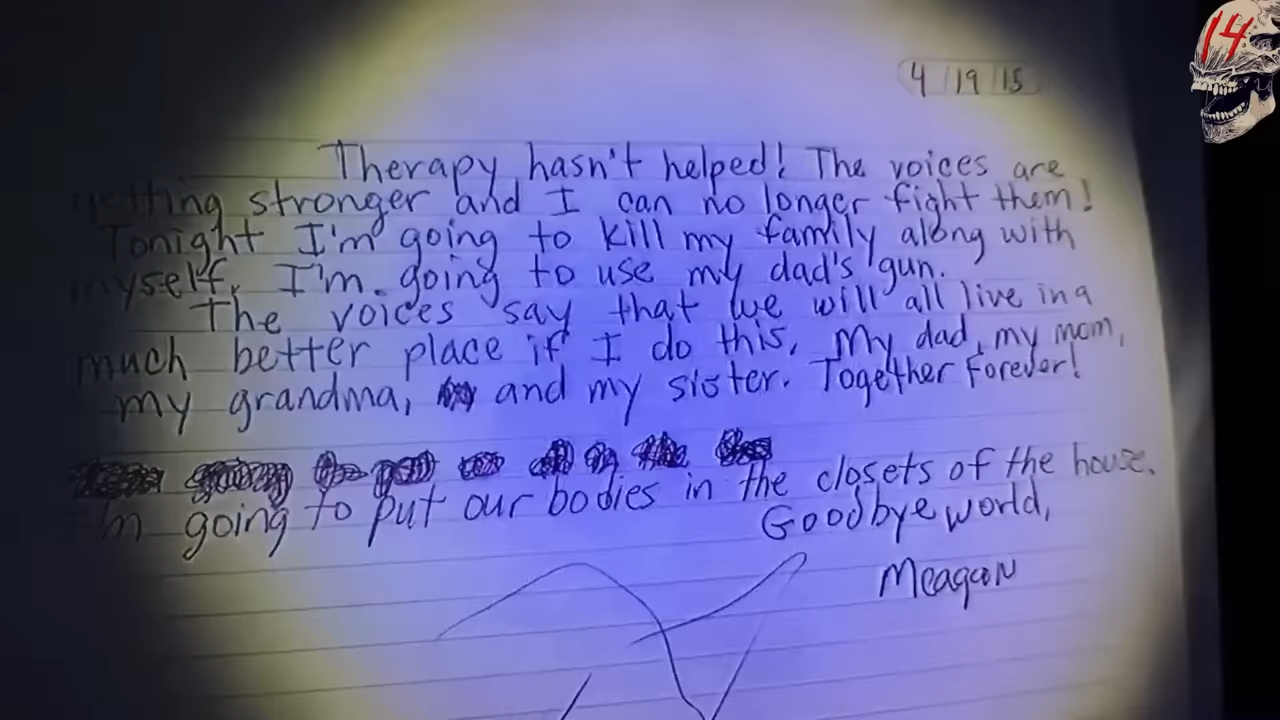 14
4/19/15
Therapy hasn't helped! The voices are
getting stronger and I can no longer fight them!
Tonight I'm going to kill my family along with
myself. I'm going to use my dad's gun.
The voices say that we will all live in a
much better place if I do this. My dad, my mom,
my grandma, and my sister. Together Forever!
I'm going to put our bodies in the closets of the house.
Goodbye world,
Meagan